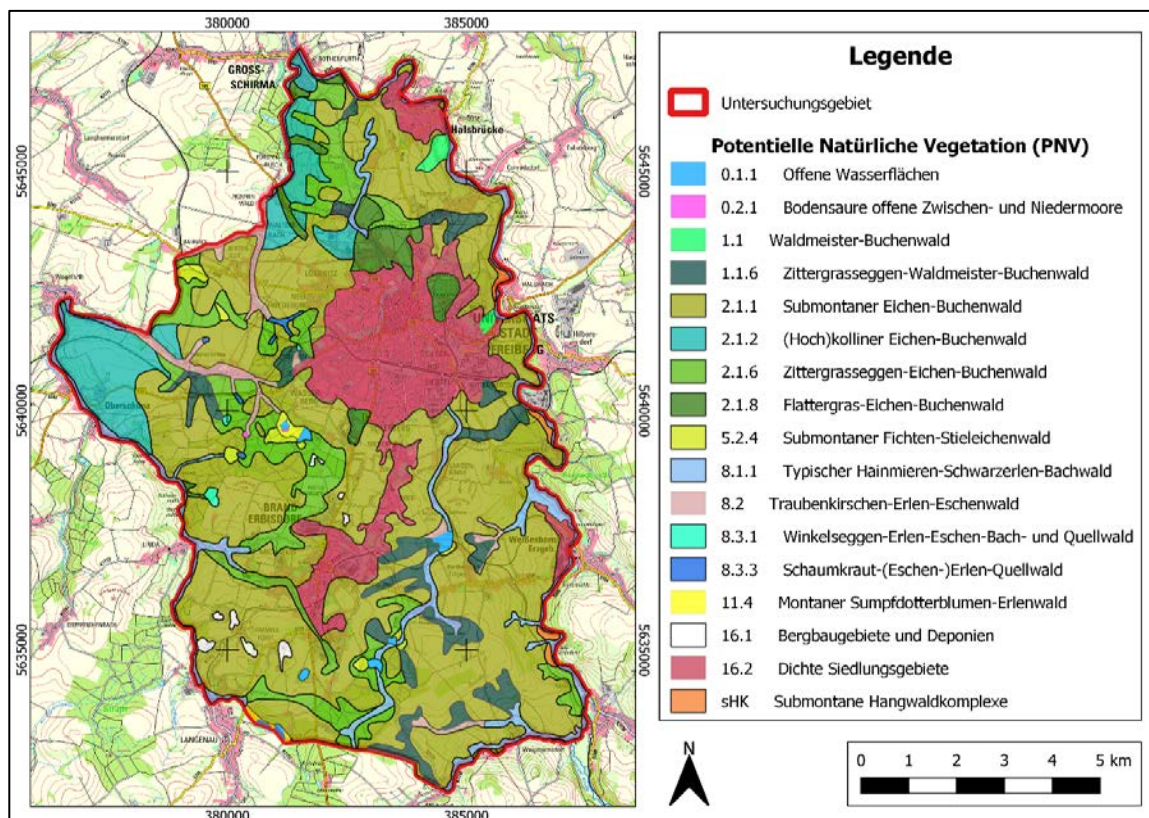 380000
385000
GROSS-
SCHIRMA
Halsbrücke
5645000
5645000
FREIBERG
Oberschöna
5640000
5640000
BRAND
ERBISDORF
LINDA
Weißenborn
Erzgeb.
5635000
5635000
LANGENAU
380000
385000
Legende
Untersuchungsgebiet
Potentielle Natürliche Vegetation (PNV)
0.1.1 Offene Wasserflächen
0.2.1 Bodensaure offene Zwischen- und Niedermoore
1.1 Waldmeister-Buchenwald
1.1.6 Zittergrasseggen-Waldmeister-Buchenwald
2.1.1 Submontaner Eichen-Buchenwald
2.1.2 (Hoch)kolliner Eichen-Buchenwald
2.1.6 Zittergrasseggen-Eichen-Buchenwald
2.1.8 Flattergras-Eichen-Buchenwald
5.2.4 Submontaner Fichten-Stieleichenwald
8.1.1 Typischer Hainmieren-Schwarzerlen-Bachwald
8.2 Traubenkirschen-Erlen-Eschenwald
8.3.1 Winkelseggen-Erlen-Eschen-Bach- und Quellwald
8.3.3 Schaumkraut-(Eschen-)Erlen-Quellwald
11.4 Montaner Sumpfdotterblumen-Erlenwald
16.1 Bergbaugebiete und Deponien
16.2 Dichte Siedlungsgebiete
sHK Submontane Hangwaldkomplexe
N
0 1 2 3 4 5 km